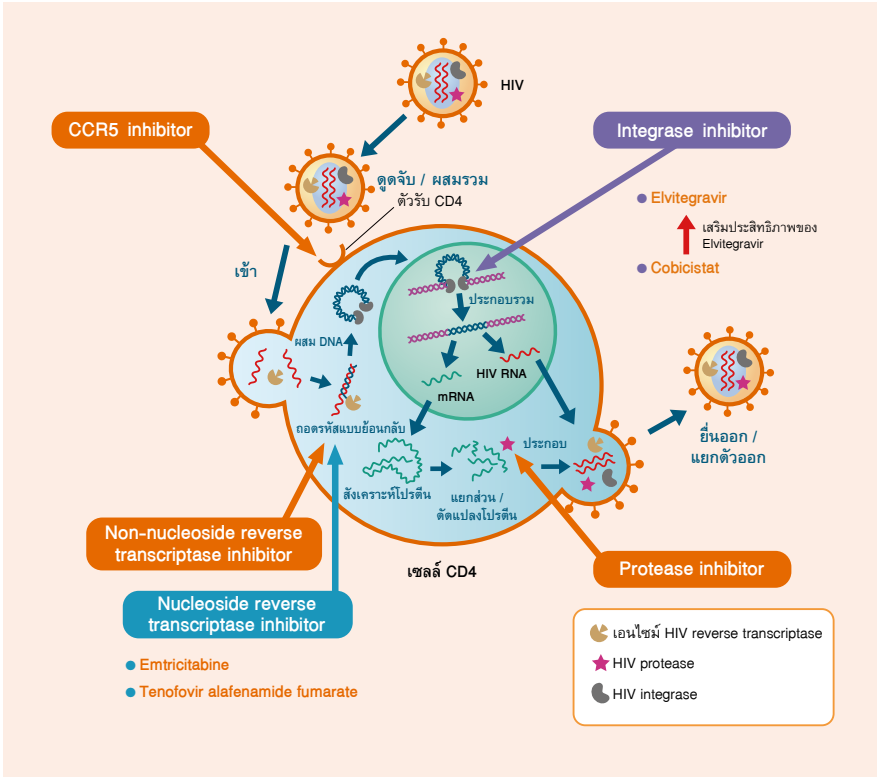 HIV
CCR5 inhibitor
Integrase inhibitor
ดูดจับ / ผสมรวม
ตัวรับ CD4
Elvitegravir
เสริมประสิทธิภาพของ
Elvitegravir
Cobicistat
เข้า
ประกอบรวม
ผสม DNA
HIV RNA
mRNA
ถอดรหัสแบบย้อนกลับ
ประกอบ
ยื่นออก /
แยกตัวออก
สังเคราะห์โปรตีน
แยกส่วน /
ดัดแปลงโปรตีน
Non-nucleoside reverse
transcriptase inhibitor
เซลล์ CD4
Protease inhibitor
Nucleoside reverse
transcriptase inhibitor
Emtricitabine
Tenofovir alafenamide fumarate
เอนไซม์ HIV reverse transcriptase
HIV protease
HIV integrase